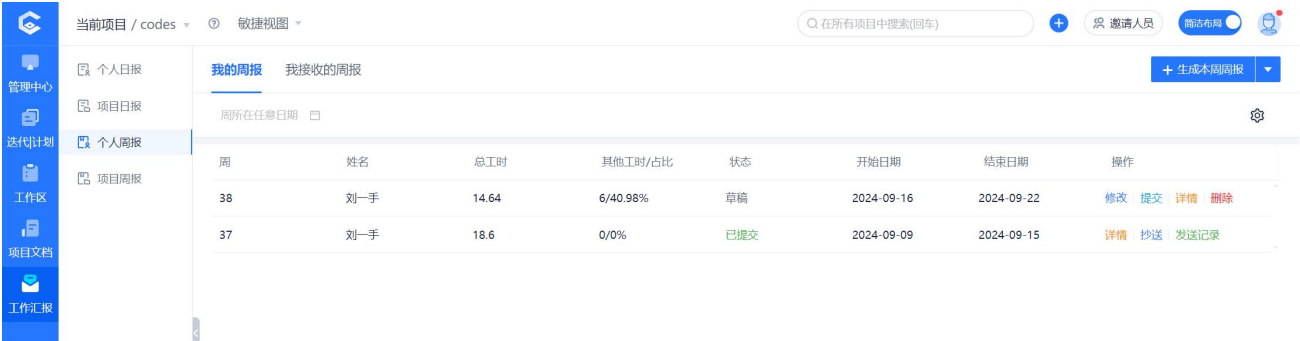 当前项目 / codes 敏捷视图 在所有项目中搜索(回车) 邀请人员 简洁布局
管理中心
迭代|计划
工作区
项目文档
工作汇报
个人日报
项目日报
个人周报
项目周报
我的周报 我接收的周报 + 生成本周周报
周所在任意日期
周 姓名 总工时 其他工时/占比 状态 开始日期 结束日期 操作
38 刘一手 14.64 6/40.98% 草稿 2024-09-16 2024-09-22 修改 提交 详情 删除
37 刘一手 18.6 0/0% 已提交 2024-09-09 2024-09-15 详情 抄送 发送记录